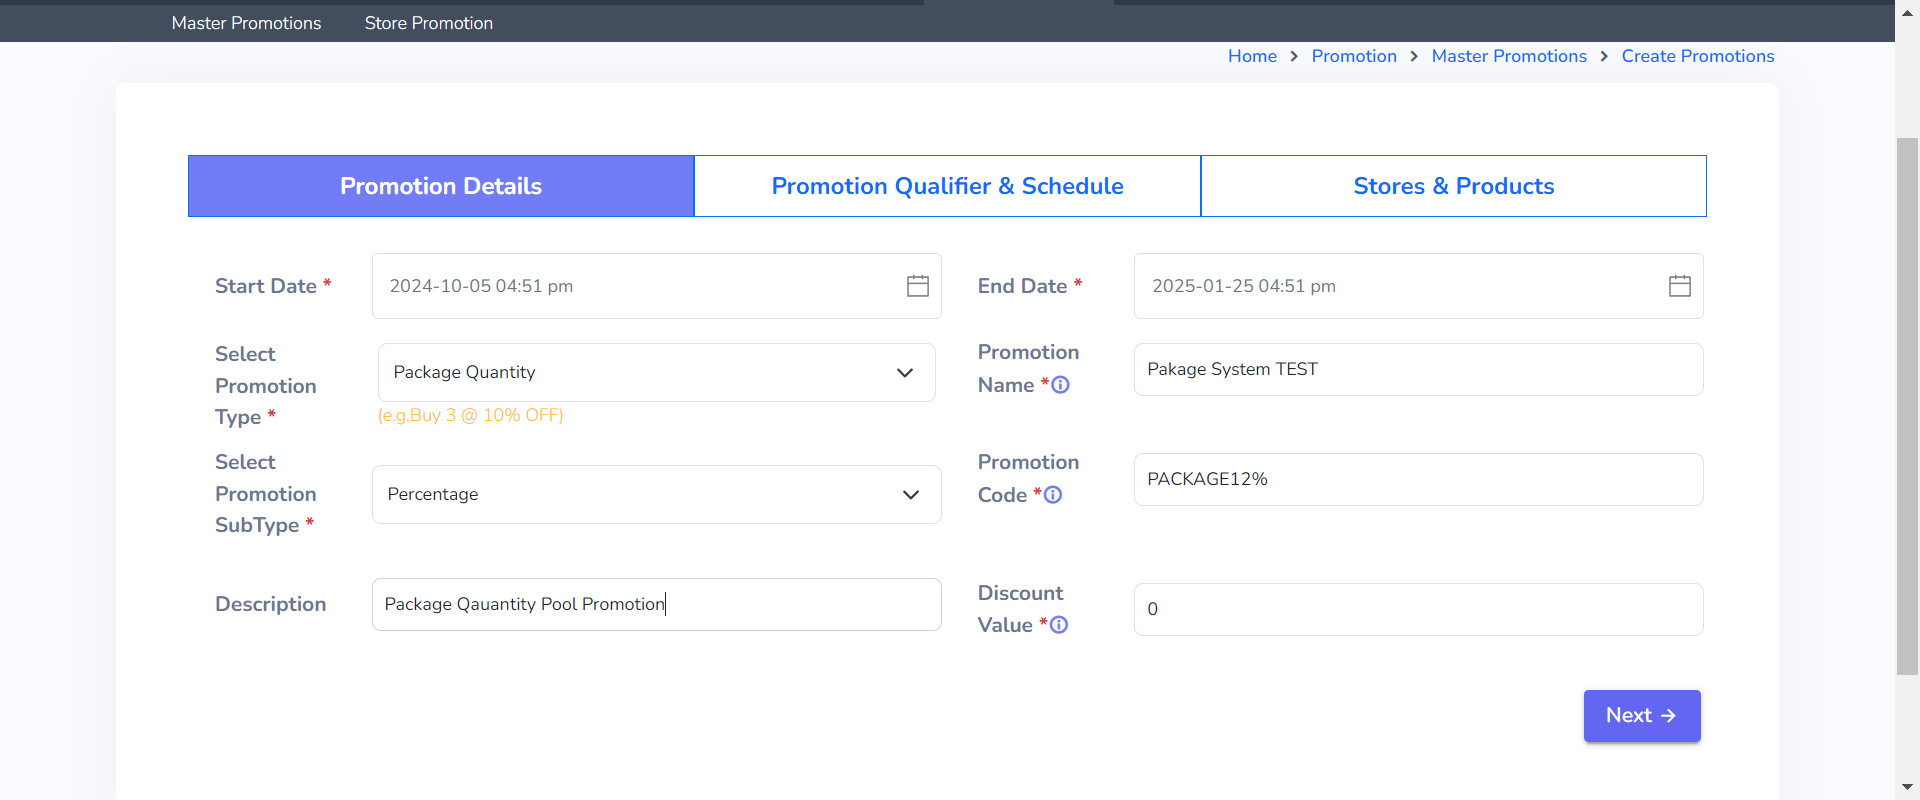 Master Promotions Store Promotion
Home > Promotion > Master Promotions > Create Promotions
Promotion Details
Promotion Qualifier & Schedule
Stores & Products
Start Date *
2024-10-05 04:51 pm
End Date *
2025-01-25 04:51 pm
Select
Promotion
Type *
Package Quantity
(e.g.Buy 3 @ 10% OFF)
Promotion
Name *
Pakage System TEST
Select
Promotion
SubType *
Percentage
Promotion
Code *
PACKAGE12%
Description
Package Qauantity Pool Promotion
Discount
Value *
0
Next →